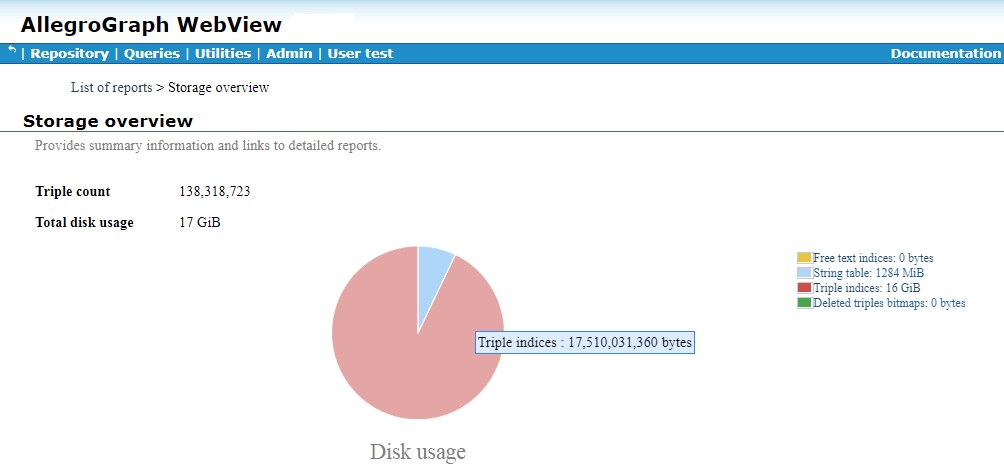 AllegroGraph WebView
| Repository | Queries | Utilities | Admin | User test Documentation
List of reports > Storage overview
Storage overview
Provides summary information and links to detailed reports.
Triple count 138,318,723
Total disk usage 17 GiB
Free text indices: 0 bytes
String table: 1284 MiB
Triple indices: 16 GiB
Deleted triples bitmaps: 0 bytes
Triple indices : 17,510,031,360 bytes
Disk usage